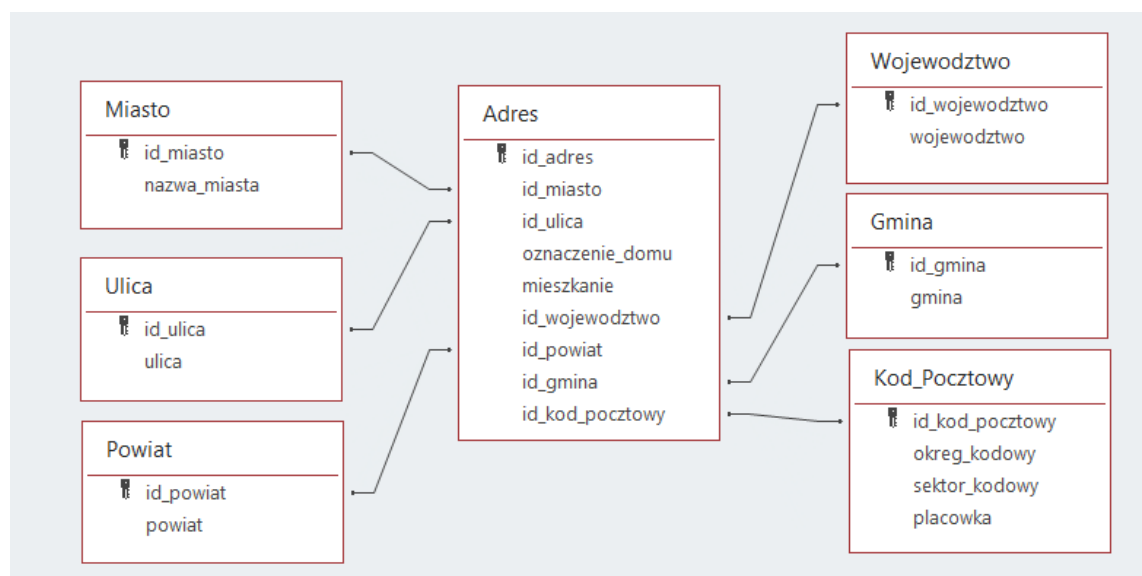 Miasto
id_miasto
nazwa_miasta
Ulica
id_ulica
ulica
Powiat
id_powiat
powiat
Adres
id_adres
id_miasto
id_ulica
oznaczenie_domu
mieszkanie
id_wojewodztwo
id_powiat
id_gmina
id_kod_pocztowy
Wojewodztwo
id_wojewodztwo
wojewodztwo
Gmina
id_gmina
gmina
Kod_Pocztowy
id_kod_pocztowy
okreg_kodowy
sektor_kodowy
placowka